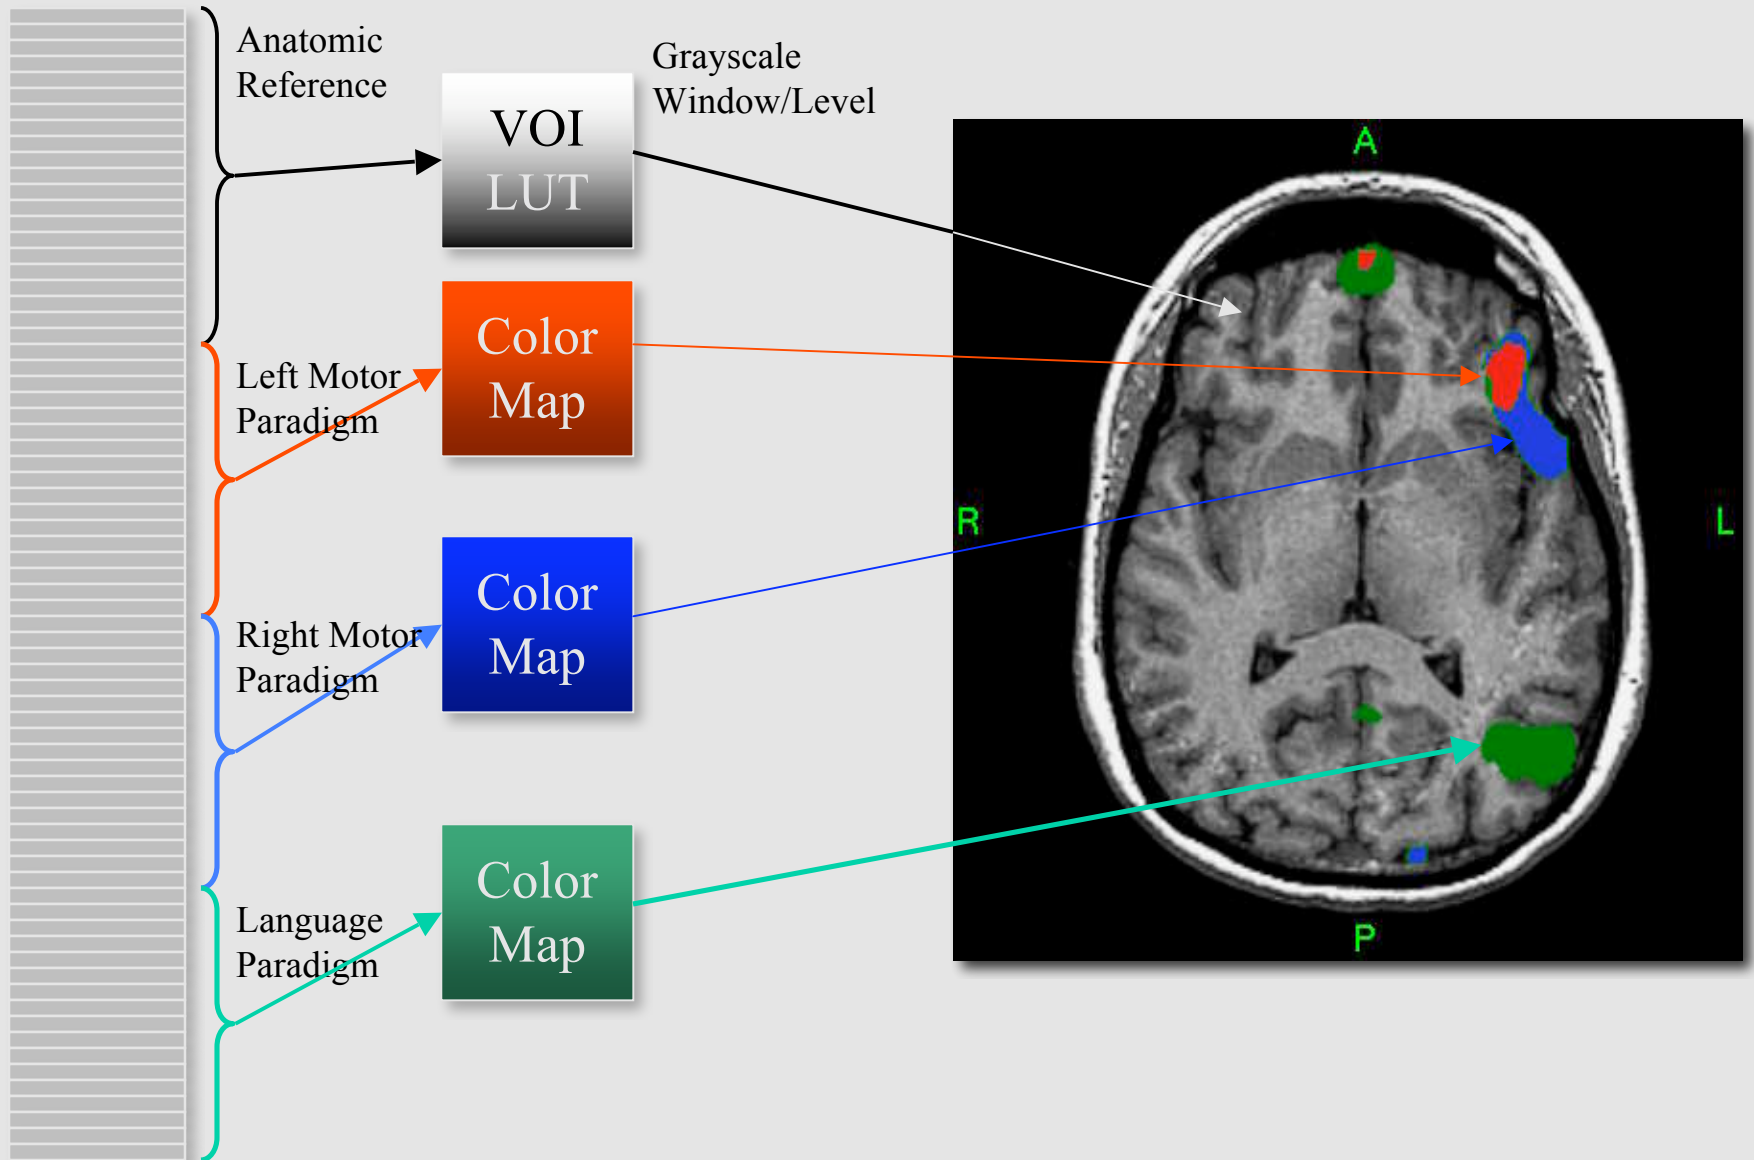 Anatomic
Reference
Grayscale
Window/Level
VOI
LUT
Left Motor
Paradigm
Color
Map
Right Motor
Paradigm
Color
Map
Language
Paradigm
Color
Map
A
R
L
P